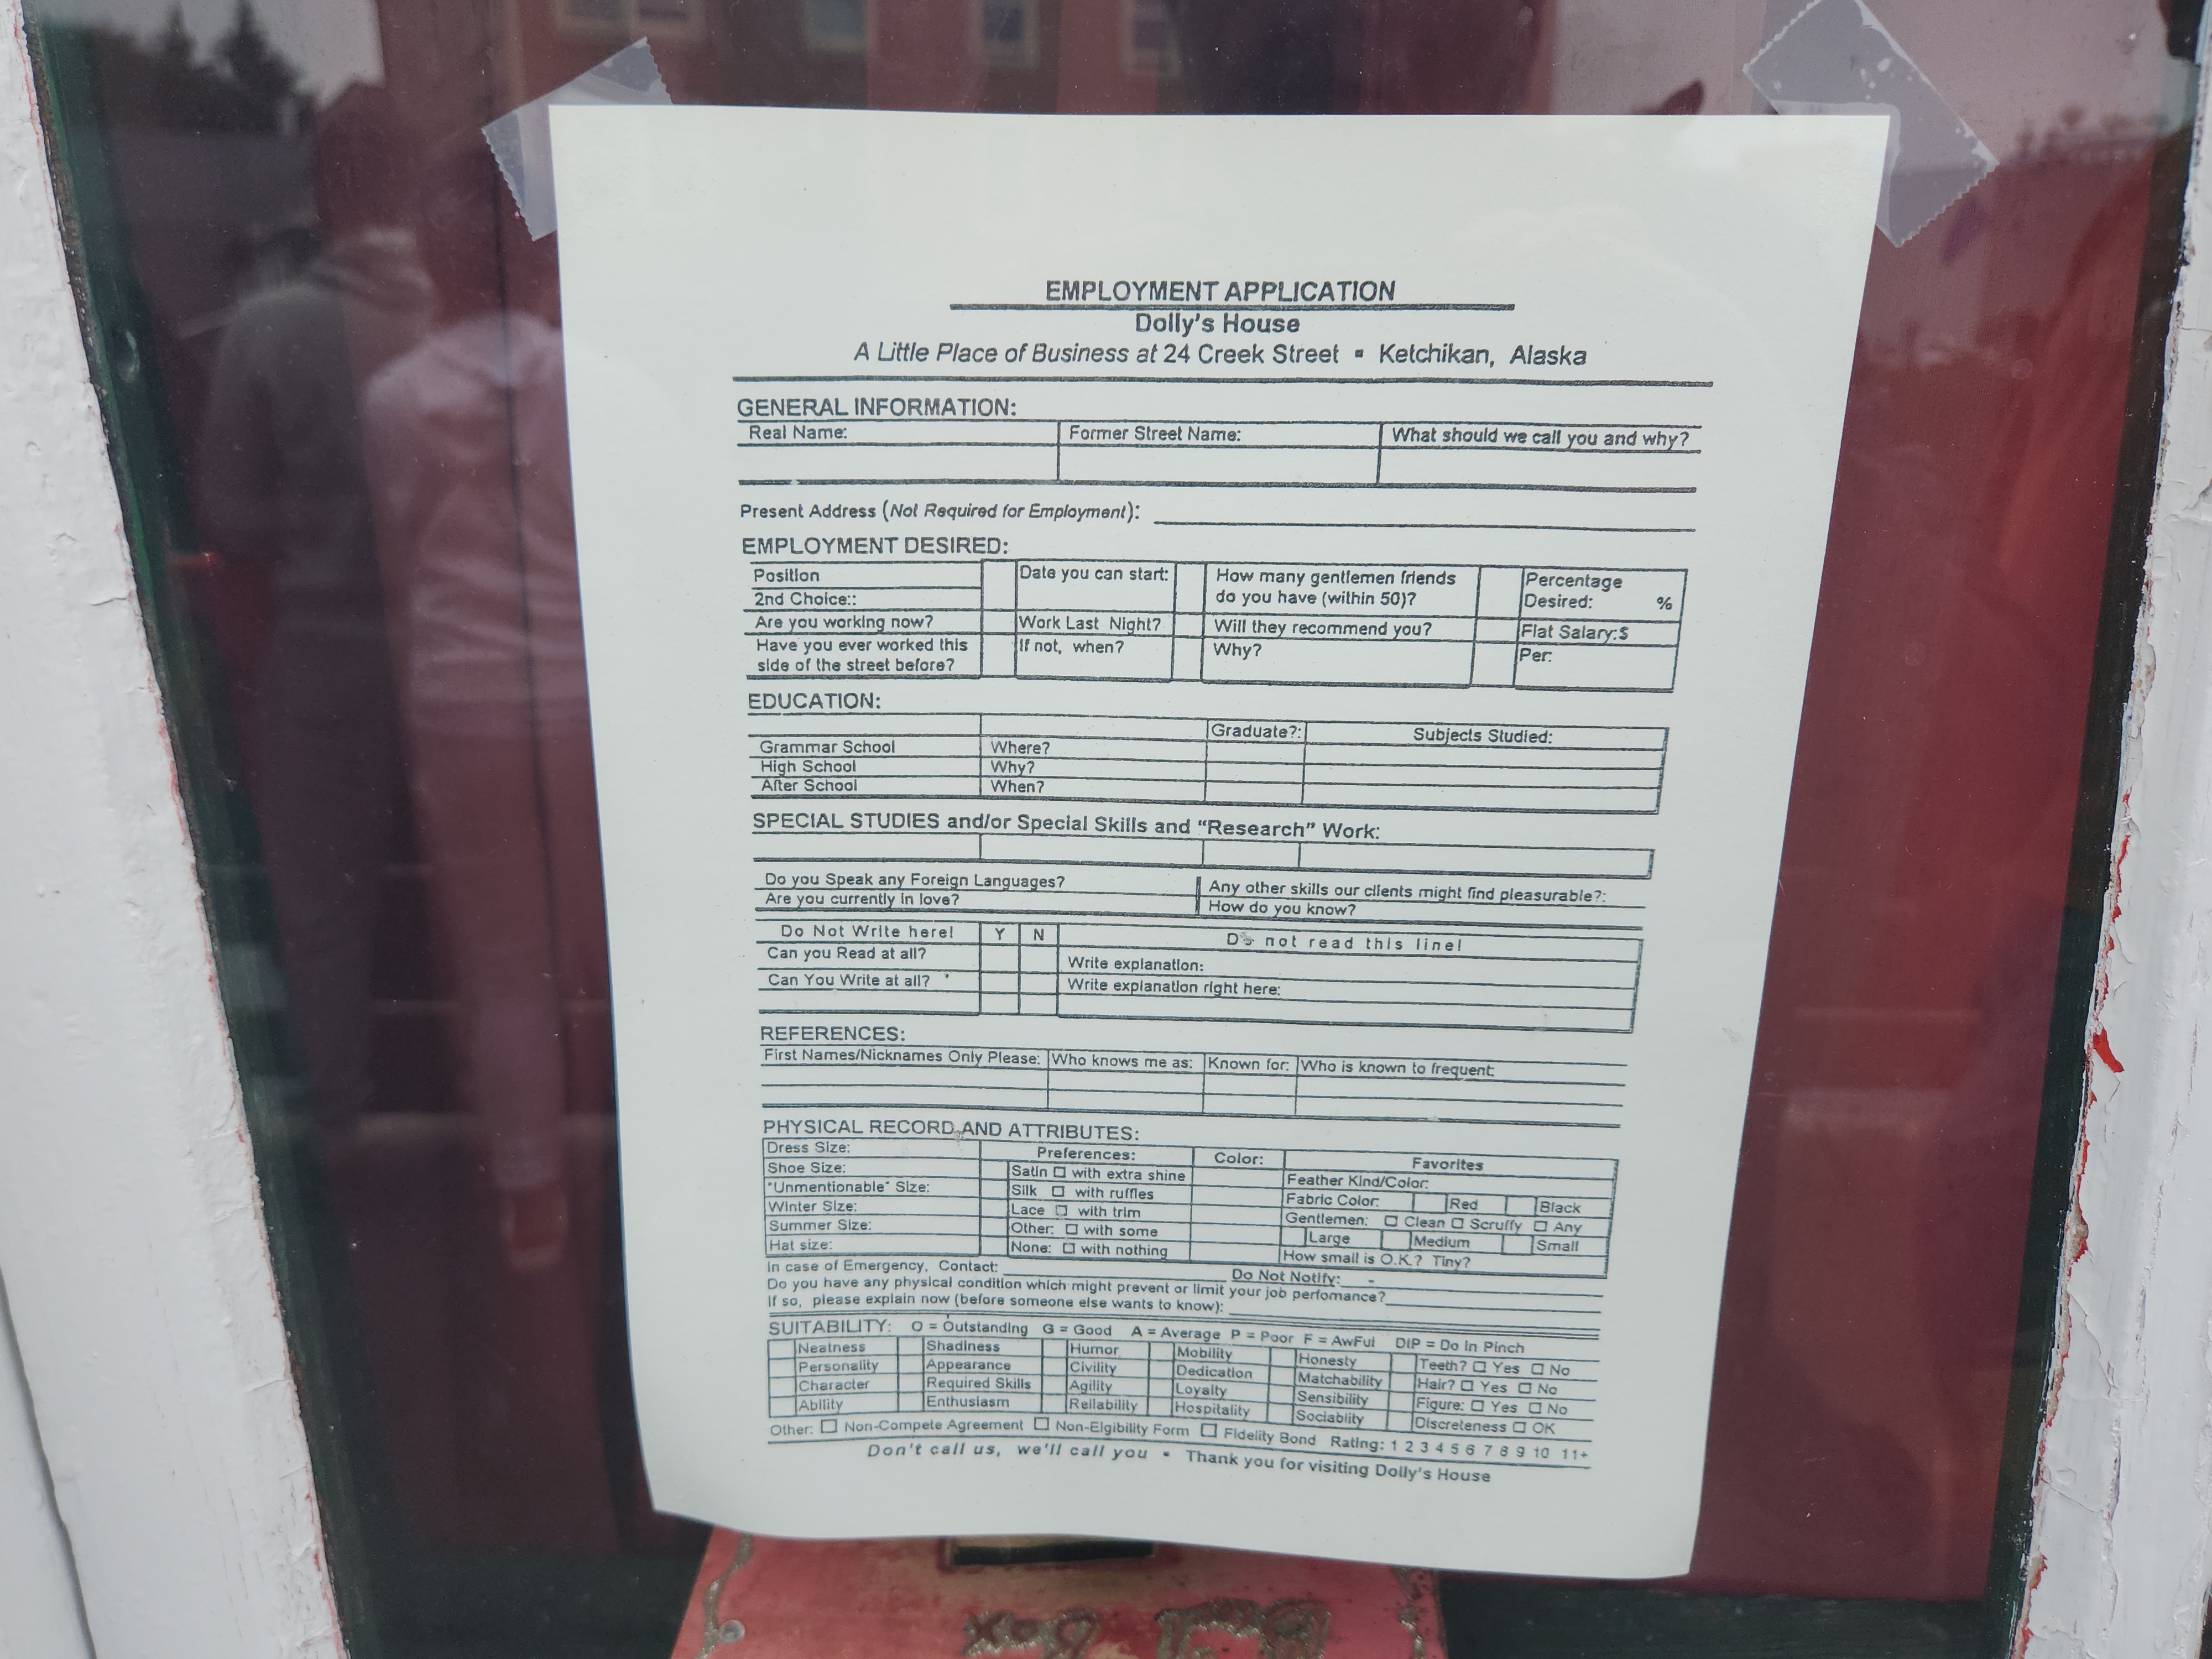 EMPLOYMENT APPLICATION
Dolly's House
A Little Place of Business at 24 Creek Street ▪ Ketchikan, Alaska
GENERAL INFORMATION:
Real Name: Former Street Name: What should we call you and why?
Present Address (Not Required for Employment):
EMPLOYMENT DESIRED:
Position
2nd Choice::
Are you working now?
Have you ever worked this
side of the street before?
Date you can start:
Work Last Night?
If not, when?
How many gentlemen friends
do you have (within 50)?
Will they recommend you?
Why?
Percentage
Desired: %
Flat Salary:$
Per:
EDUCATION:
Graduate?: Subjects Studied:
Grammar School Where?
High School Why?
After School When?
SPECIAL STUDIES and/or Special Skills and "Research" Work:
Do you Speak any Foreign Languages? Any other skills our clients might find pleasurable?:
Are you currently in love? How do you know?
Do Not Write here! Y N Do not read this line!
Can you Read at all? Write explanation:
Can You Write at all? Write explanation right here:
REFERENCES:
First Names/Nicknames Only Please: Who knows me as: Known for: Who is known to frequent:
PHYSICAL RECORD AND ATTRIBUTES:
Dress Size:
Shoe Size:
"Unmentionable" Size:
Winter Size:
Summer Size:
Hat size:
Preferences: Color:
Satin □ with extra shine
Silk □ with ruffles
Lace □ with trim
Other: □ with some
None: □ with nothing
Favorites
Feather Kind/Color:
Fabric Color: Red Black
Gentlemen: □ Clean □ Scruffy □ Any
Large Medium Small
How small is O.K.? Tiny?
In case of Emergency, Contact: Do Not Notify:
Do you have any physical condition which might prevent or limit your job perfomance?
If so, please explain now (before someone else wants to know):
SUITABILITY: O = Outstanding G = Good A = Average P = Poor F = AwFul DIP = Do In Pinch
Neatness Shadiness Humor Mobility Honesty Teeth? □ Yes □ No
Personality Appearance Civility Dedication Matchability Hair? □ Yes □ No
Character Required Skills Agility Loyalty Sensibility Figure: □ Yes □ No
Ability Enthusiasm Reliability Hospitality Sociablity Discreteness □ OK
Other: □ Non-Compete Agreement □ Non-Elgibility Form □ Fidelity Bond Rating: 1 2 3 4 5 6 7 8 9 10 11+
Don't call us, we'll call you ▪ Thank you for visiting Dolly's House